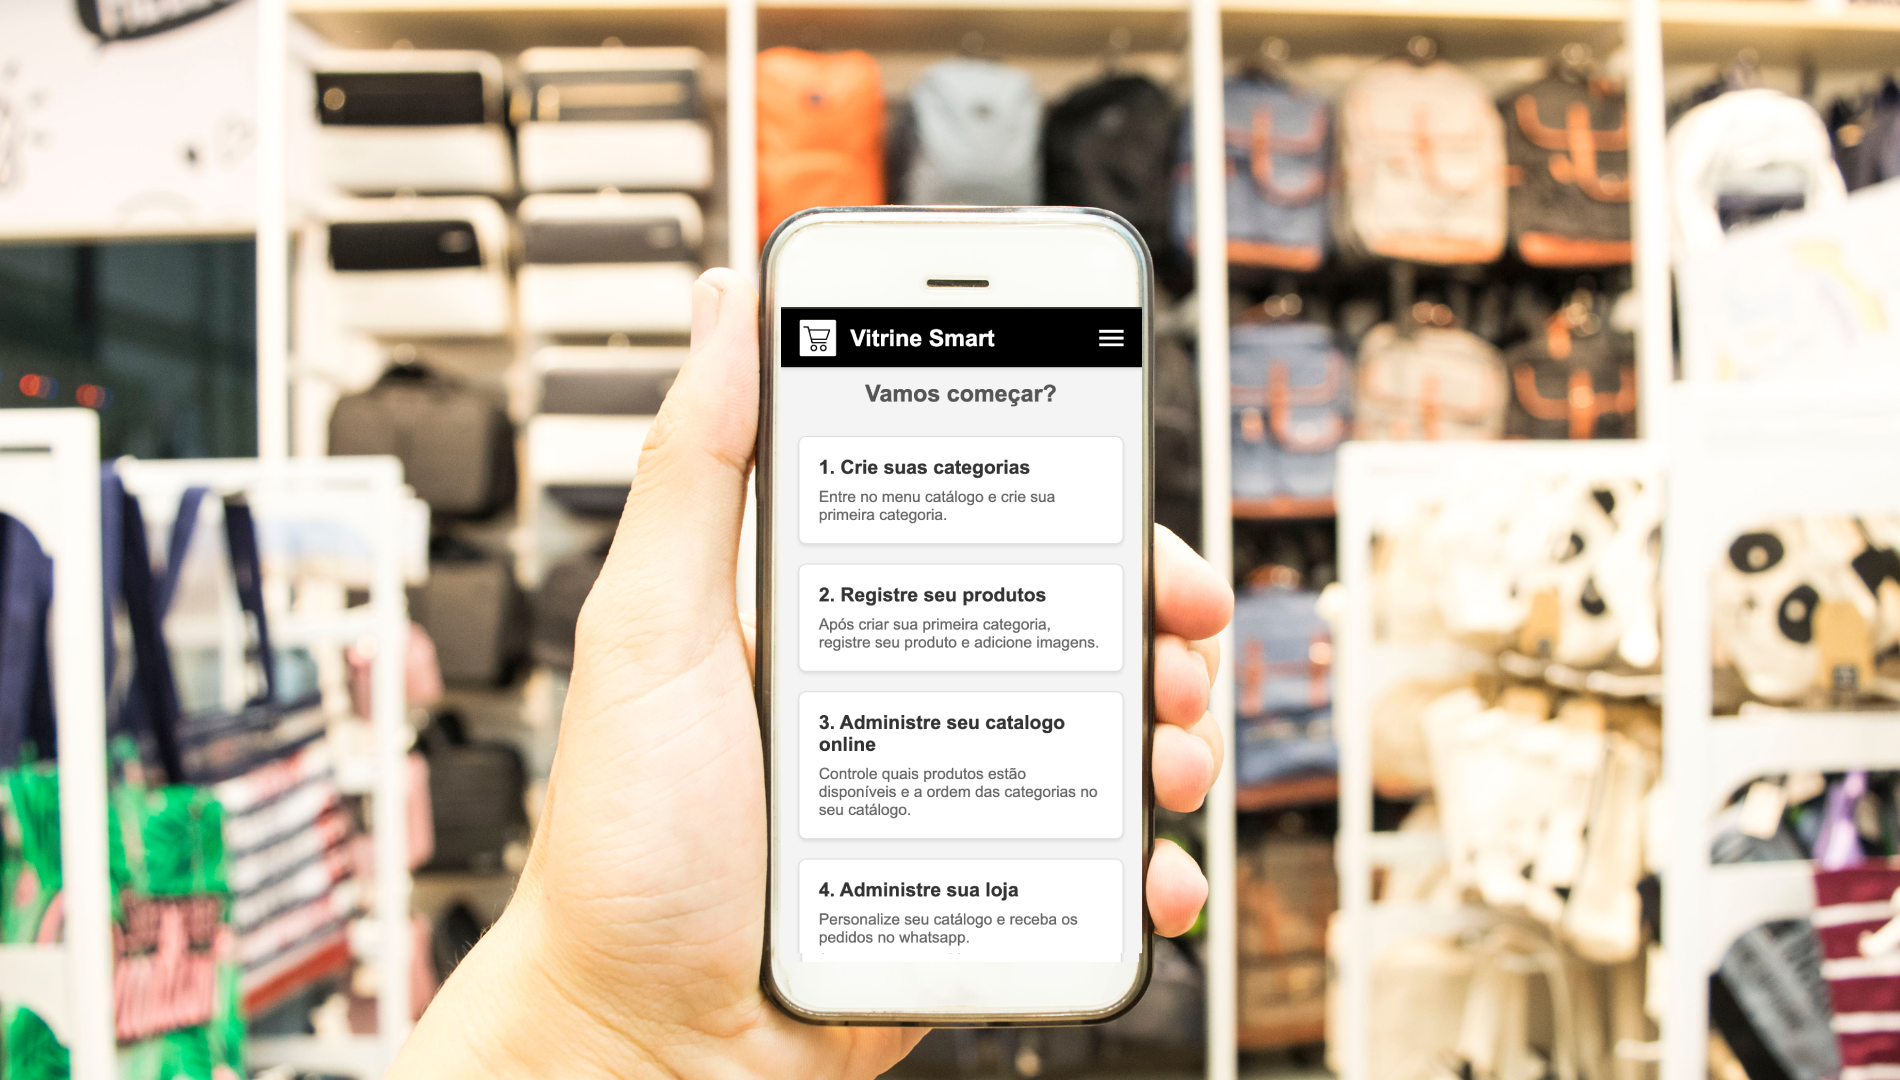 Vitrine Smart
Vamos começar?
1. Crie suas categorias
Entre no menu catálogo e crie sua
primeira categoria.
2. Registre seu produtos
Após criar sua primeira categoria,
registre seu produto e adicione imagens.
3. Administre seu catalogo
online
Controle quais produtos estão
disponíveis e a ordem das categorias no
seu catálogo.
4. Administre sua loja
Personalize seu catálogo e receba os
pedidos no whatsapp.